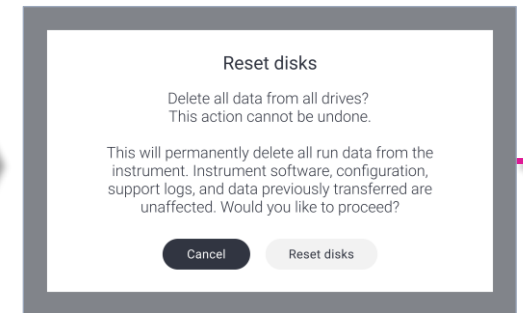 Reset disks
Delete all data from all drives?
This action cannot be undone.
This will permanently delete all run data from the
instrument. Instrument software, configuration,
support logs, and data previously transferred are
unaffected. Would you like to proceed?
Cancel
Reset disks